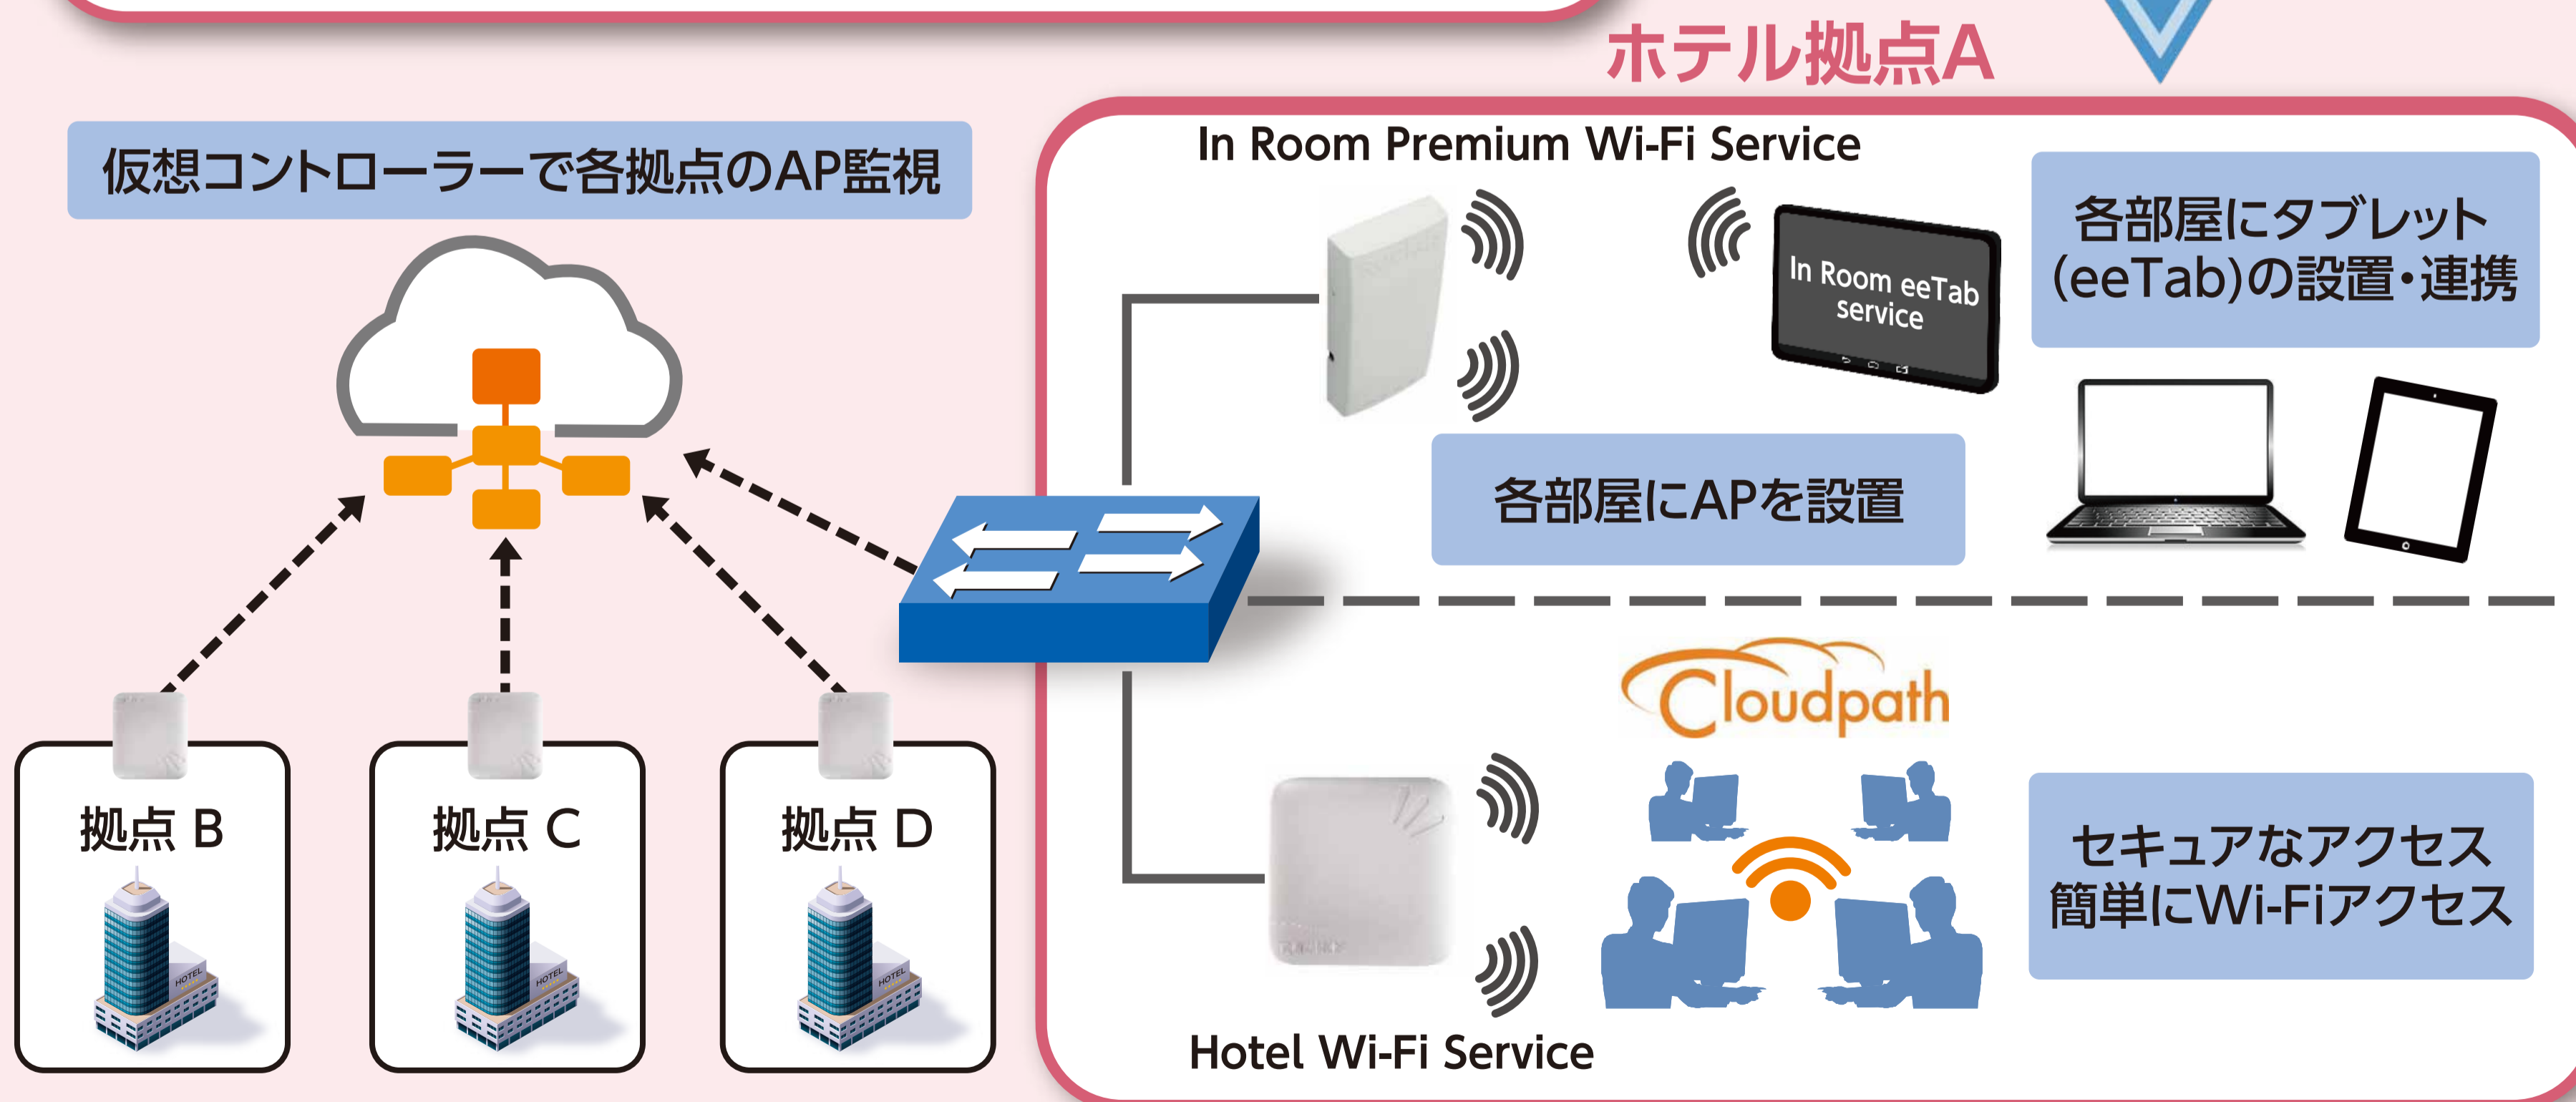 ホテル拠点A
仮想コントローラーで各拠点のAP監視
In Room Premium Wi-Fi Service
In Room eeTab
service
各部屋にタブレット
(eeTab)の設置・連携
各部屋にAPを設置
Cloudpath
拠点 B
拠点 C
拠点 D
HOTEL
HOTEL
HOTEL
セキュアなアクセス
簡単にWi-Fiアクセス
Hotel Wi-Fi Service